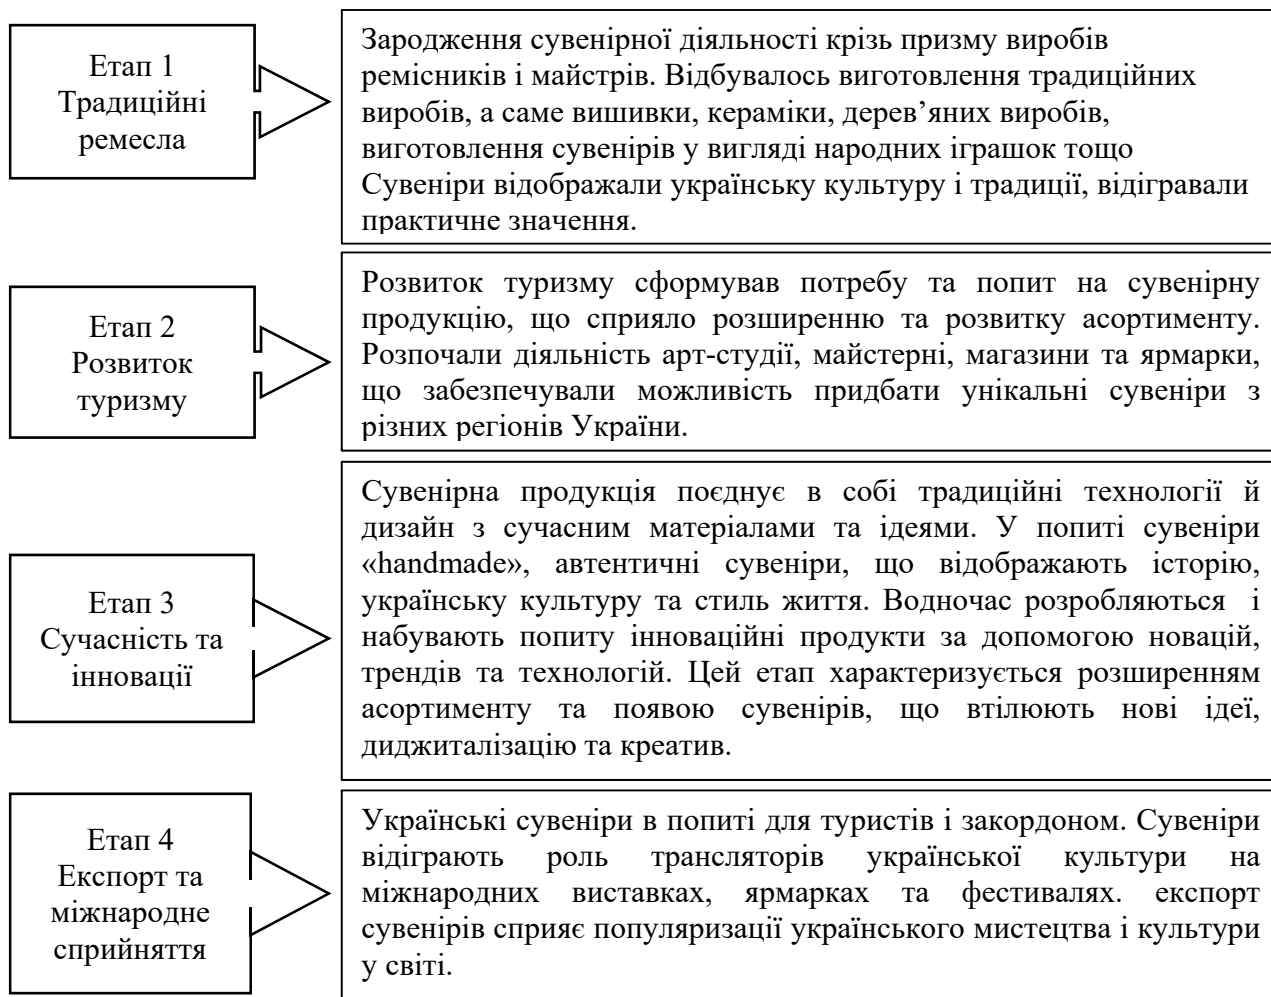 Етап 1
Традиційні
ремесла
Зародження сувенірної діяльності крізь призму виробів
ремісників і майстрів. Відбувалось виготовлення традиційних
виробів, а саме вишивки, кераміки, дерев’яних виробів,
виготовлення сувенірів у вигляді народних іграшок тощо
Сувеніри відображали українську культуру і традиції, відігравали
практичне значення.
Етап 2
Розвиток
туризму
Розвиток туризму сформував потребу та попит на сувенірну
продукцію, що сприяло розширенню та розвитку асортименту.
Розпочали діяльність арт-студії, майстерні, магазини та ярмарки,
що забезпечували можливість придбати унікальні сувеніри з
різних регіонів України.
Етап 3
Сучасність та
інновації
Сувенірна продукція поєднує в собі традиційні технології й
дизайн з сучасним матеріалами та ідеями. У попиті сувеніри
«handmade», автентичні сувеніри, що відображають історію,
українську культуру та стиль життя. Водночас розробляються і
набувають попиту інноваційні продукти за допомогою новацій,
трендів та технологій. Цей етап характеризується розширенням
асортименту та появою сувенірів, що втілюють нові ідеї,
диджиталізацію та креатив.
Етап 4
Експорт та
міжнародне
сприйняття
Українські сувеніри в попиті для туристів і закордоном. Сувеніри
відіграють роль трансляторів української культури на
міжнародних виставках, ярмарках та фестивалях. експорт
сувенірів сприяє популяризації українського мистецтва і культури
у світі.